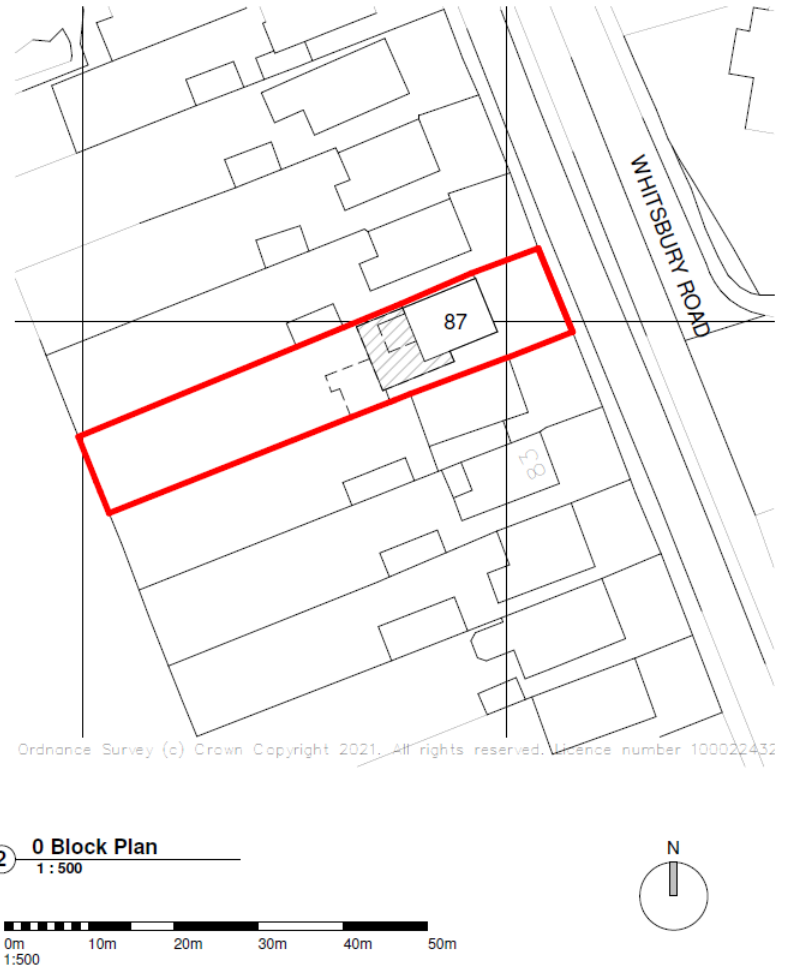 WHITSBURY ROAD
87
83
Ordnance Survey (c) Crown Copyright 2021. All rights reserved. Licence number 100022432
2
0 Block Plan
1 : 500
N
0m 10m 20m 30m 40m 50m
1:500